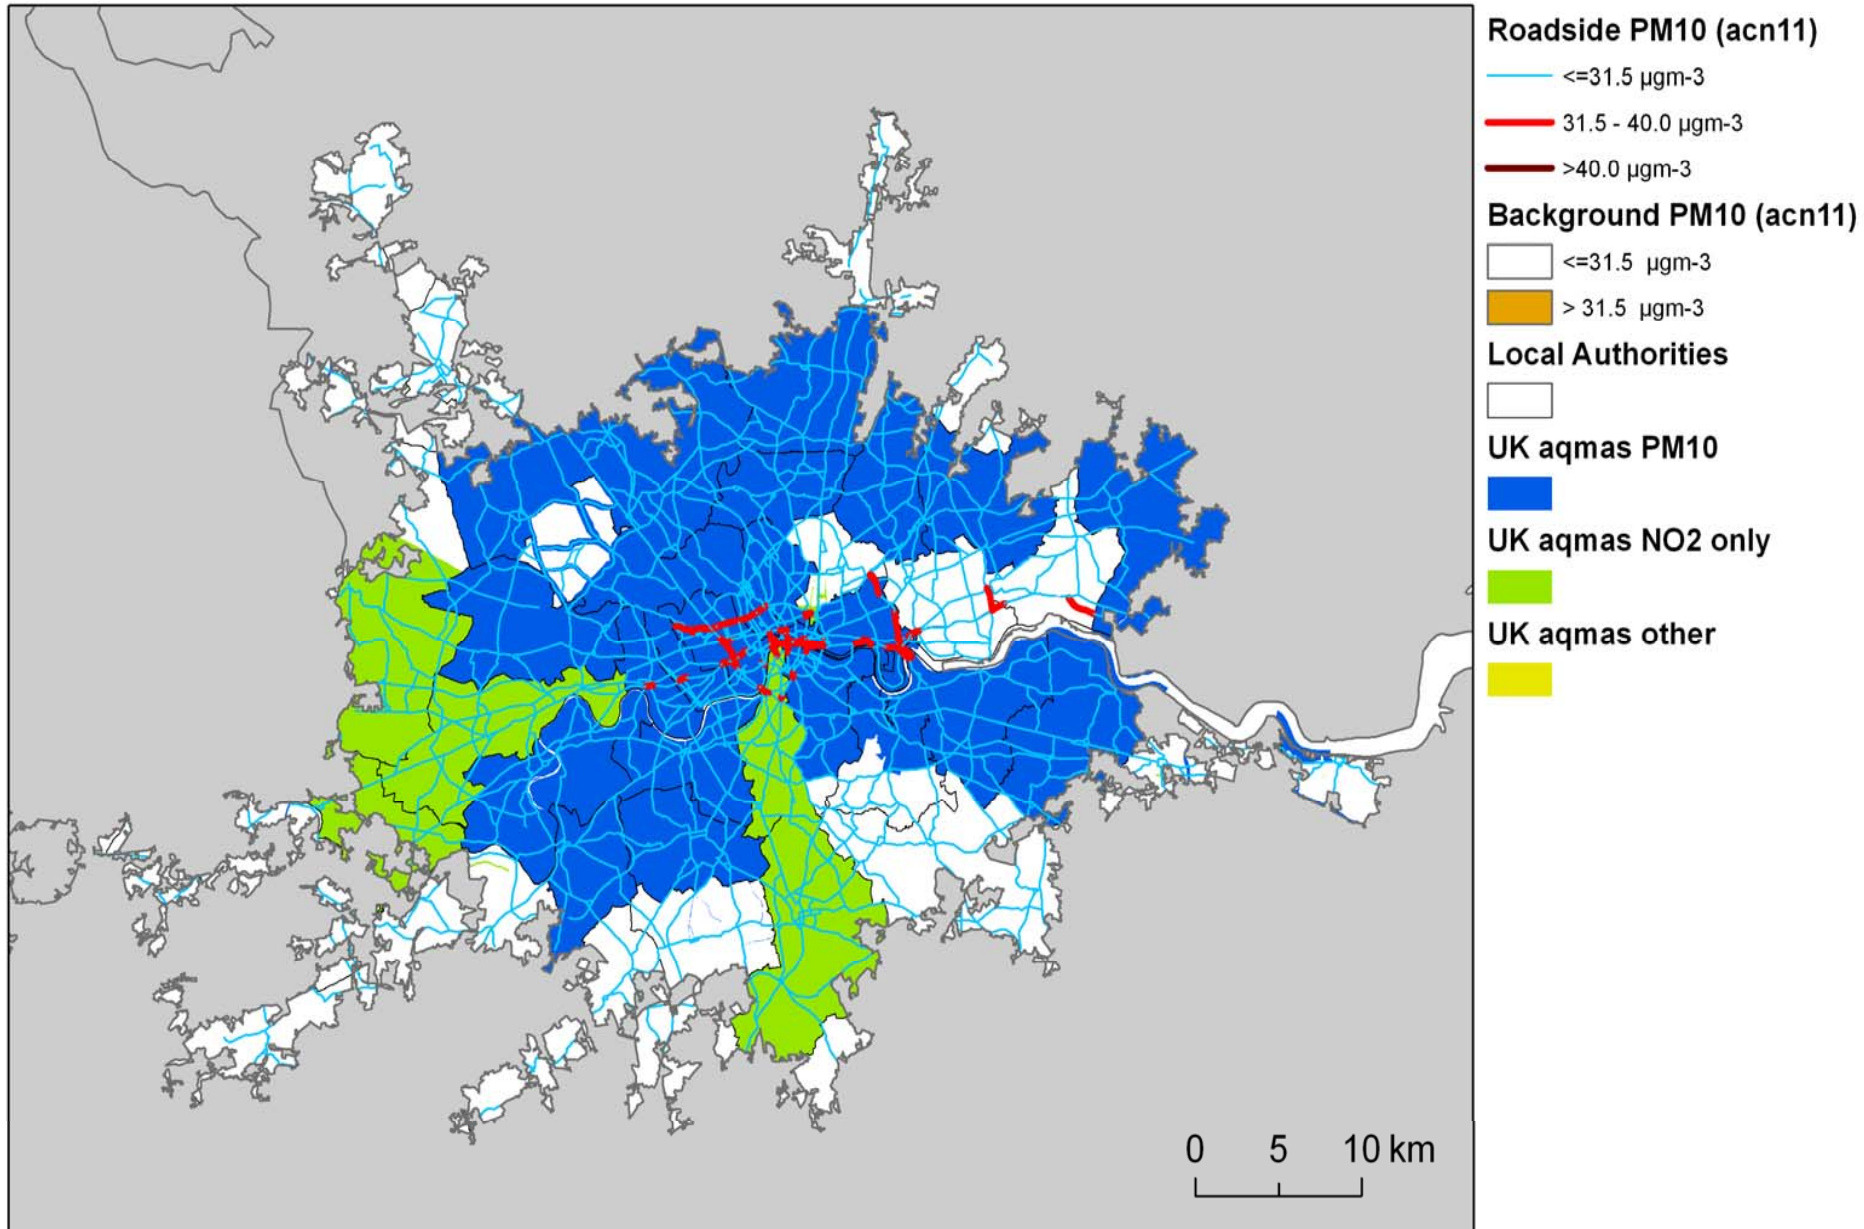 Roadside PM10 (acn11)
<=31.5 µgm-3
31.5 - 40.0 µgm-3
>40.0 µgm-3
Background PM10 (acn11)
<=31.5 µgm-3
> 31.5 µgm-3
Local Authorities
UK aqmas PM10
UK aqmas NO2 only
UK aqmas other
0 5 10 km